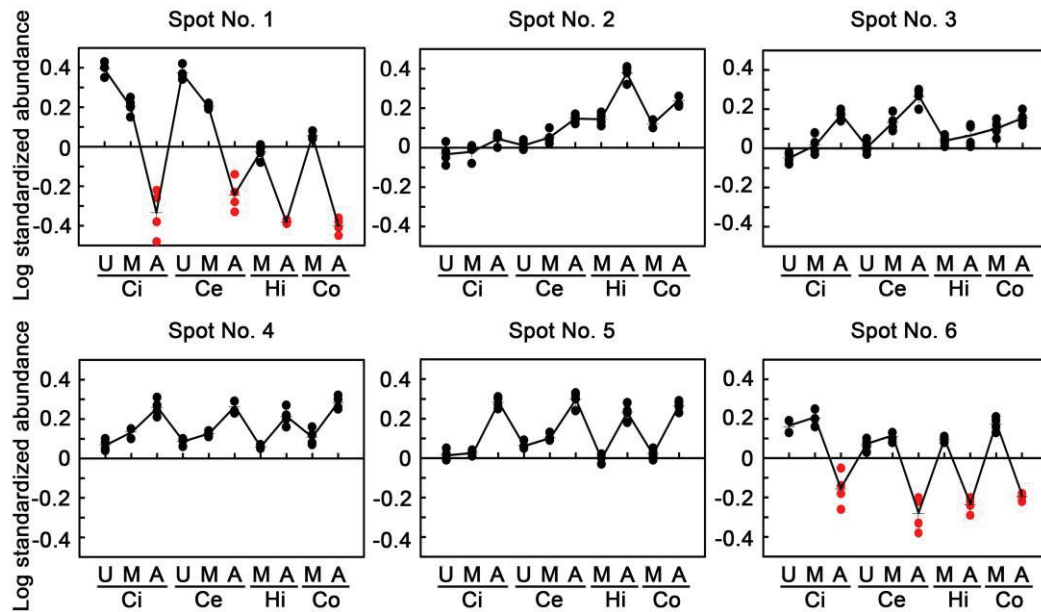 Spot No. 1 Spot No. 2 Spot No. 3
Log standardized abundance
0.4 0.4 0.4
0.2 0.2 0.2
0 0 0
-0.2 -0.2 -0.2
-0.4 -0.4 -0.4
U M A U M A M A M A U M A U M A M A M A U M A U M A M A M A
Ci Ce Hi Co Ci Ce Hi Co Ci Ce Hi Co
Spot No. 4 Spot No. 5 Spot No. 6
Log standardized abundance
0.4 0.4 0.4
0.2 0.2 0.2
0 0 0
-0.2 -0.2 -0.2
-0.4 -0.4 -0.4
U M A U M A M A M A U M A U M A M A M A U M A U M A M A M A
Ci Ce Hi Co Ci Ce Hi Co Ci Ce Hi Co